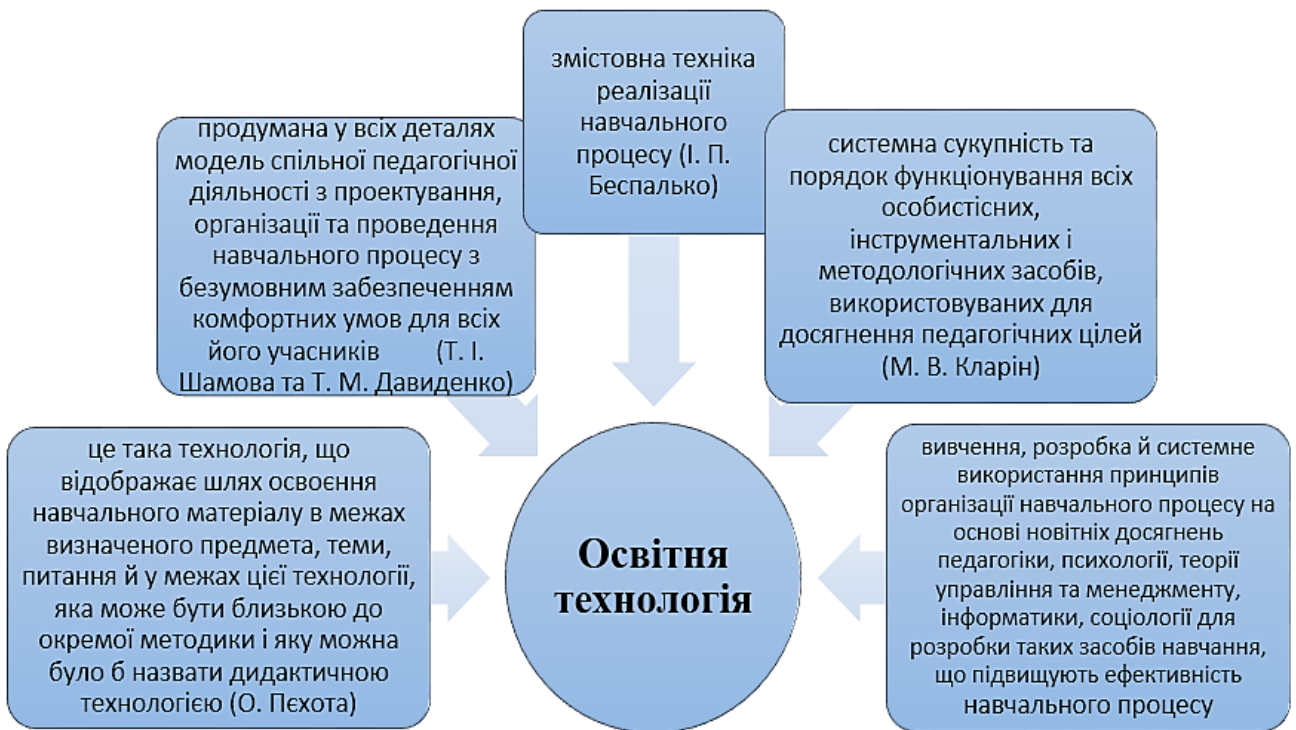 змістовна техніка
реалізації
навчального
процесу (І. П.
Беспалько)
продумана у всіх деталях
модель спільної педагогічної
діяльності з проектування,
організації та проведення
навчального процесу з
безумовним забезпеченням
комфортних умов для всіх
його учасників (Т. І.
Шамова та Т. М. Давиденко)
системна сукупність та
порядок функціонування всіх
особистісних,
інструментальних і
методологічних засобів,
використовуваних для
досягнення педагогічних цілей
(М. В. Кларін)
це така технологія, що
відображає шлях освоєння
навчального матеріалу в межах
визначеного предмета, теми,
питання й у межах цієї технології,
яка може бути близькою до
окремої методики і яку можна
було б назвати дидактичною
технологією (О. Пєхота)
Освітня
технологія
вивчення, розробка й системне
використання принципів
організації навчального процесу на
основі новітніх досягнень
педагогіки, психології, теорії
управління та менеджменту,
інформатики, соціології для
розробки таких засобів навчання,
що підвищують ефективність
навчального процесу